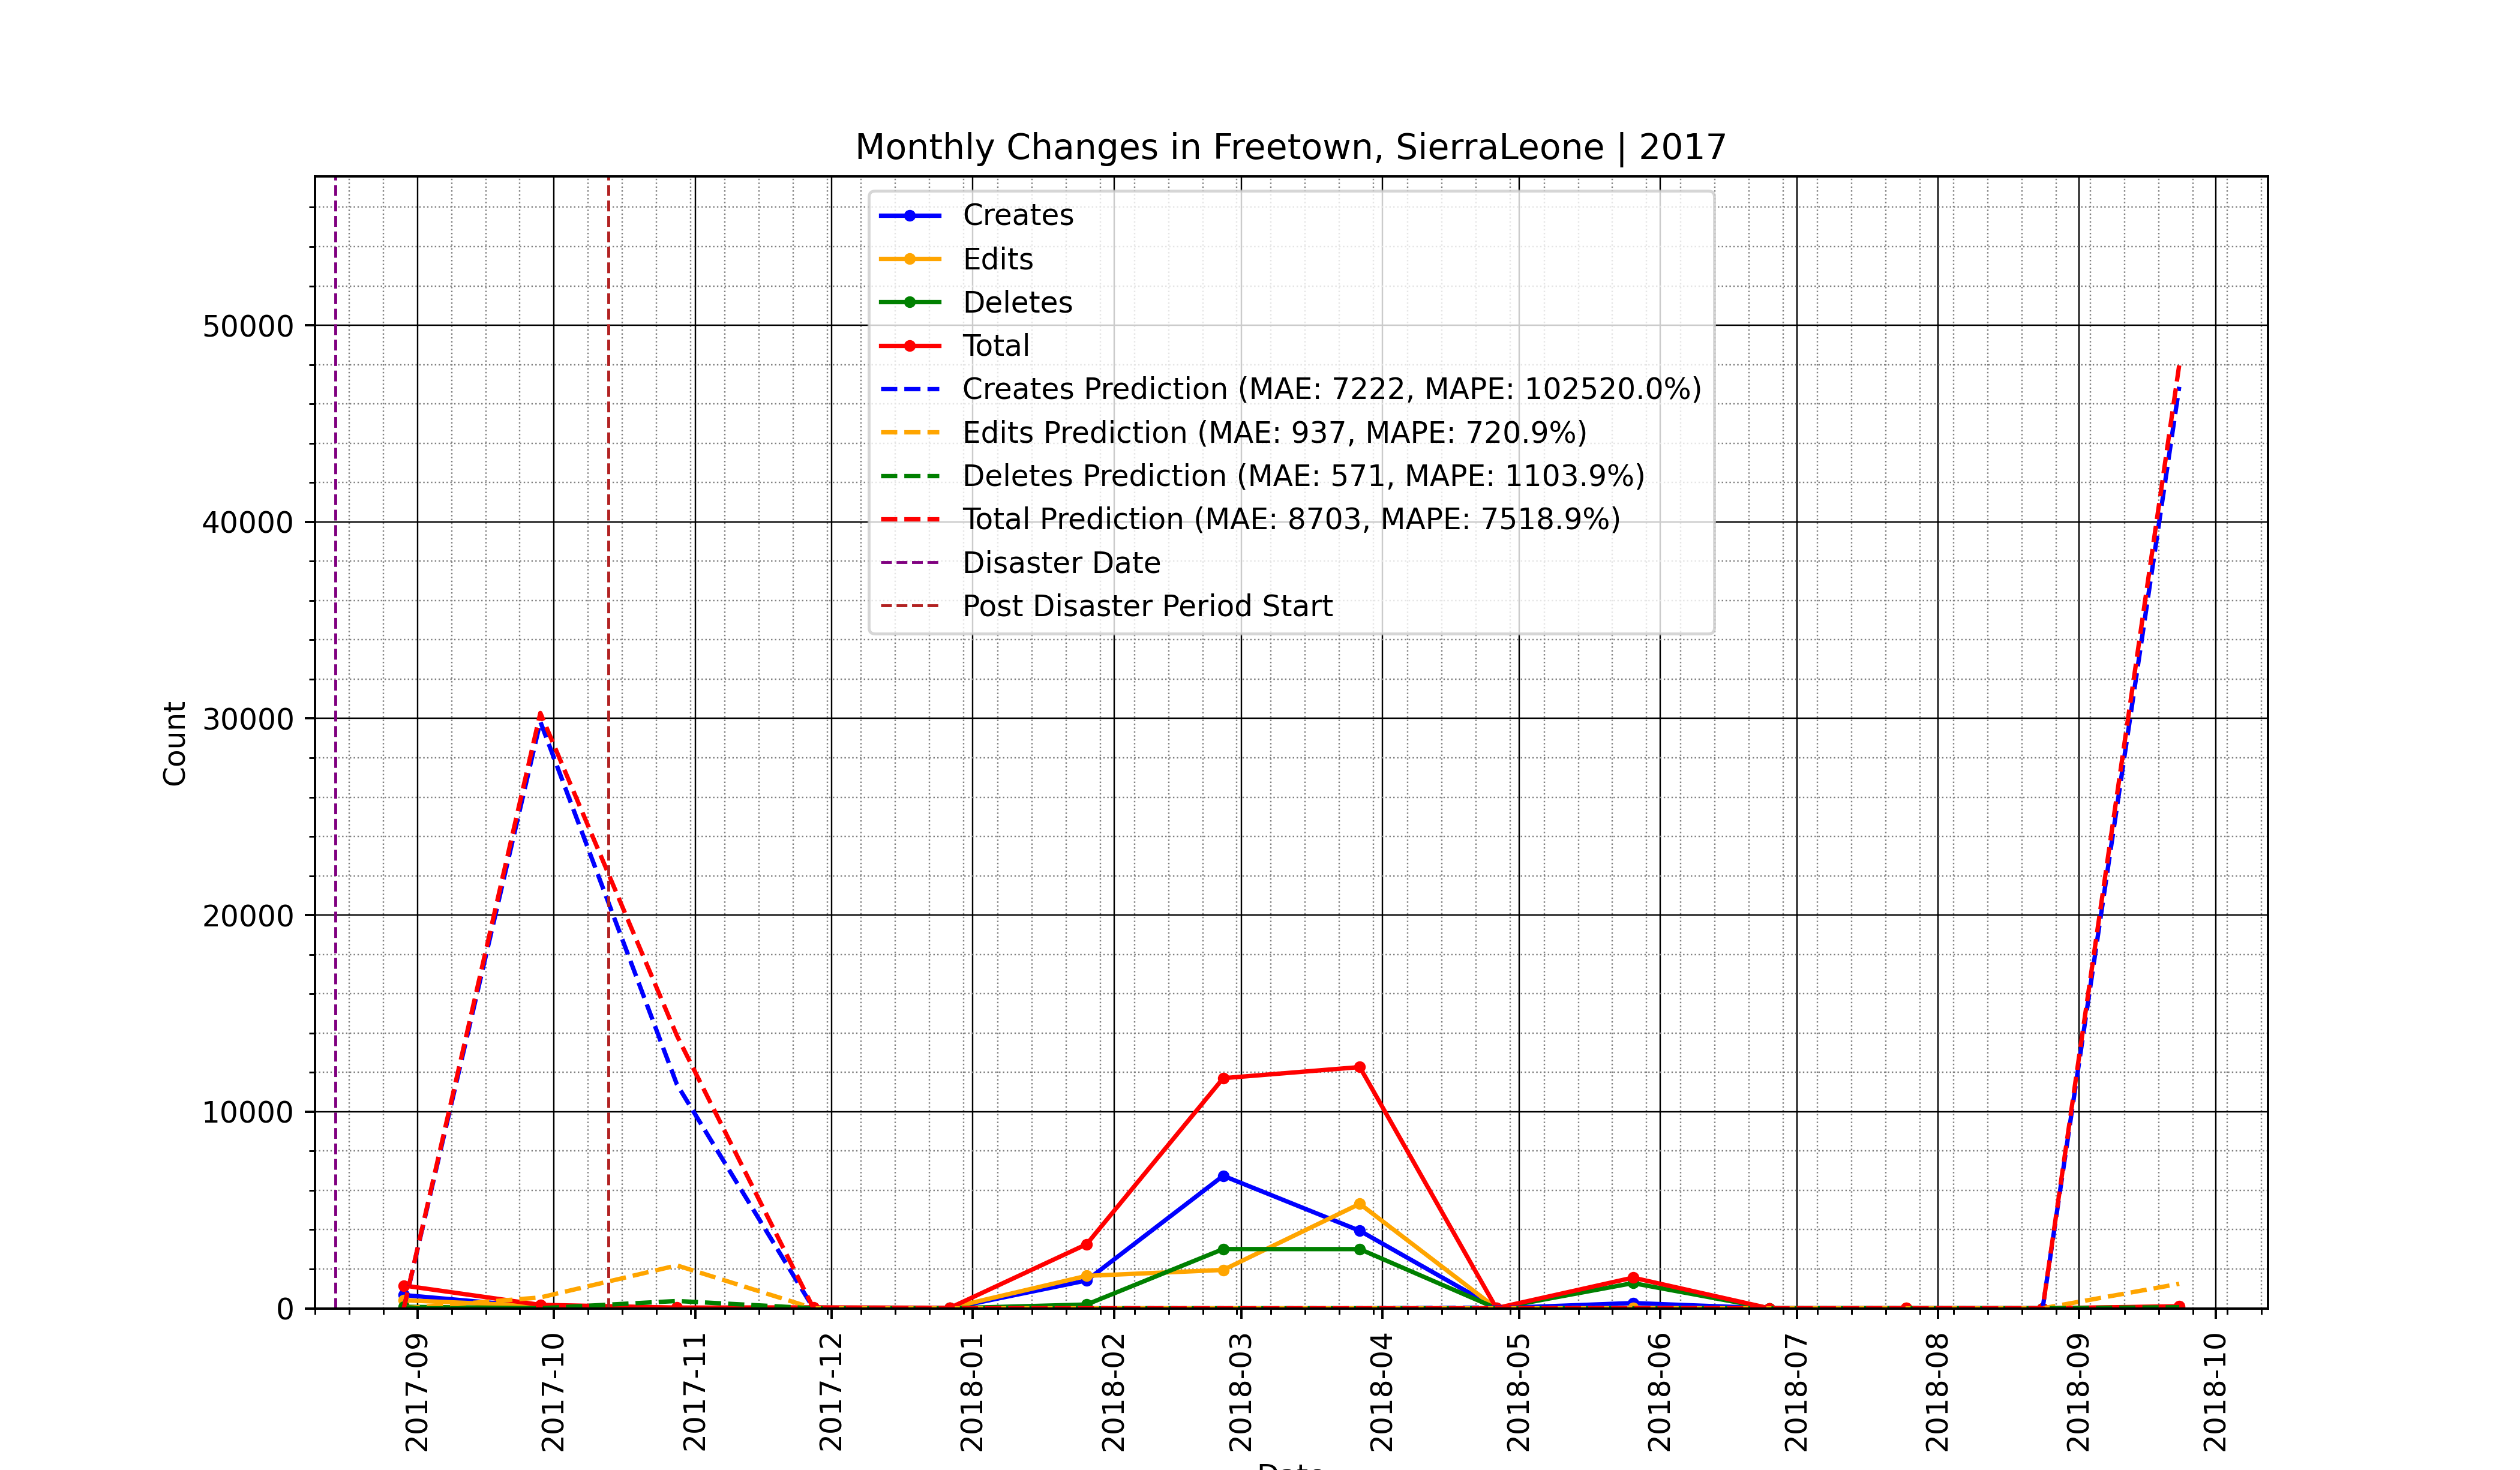 Monthly Changes in Freetown, SierraLeone | 2017
Creates
Edits
Deletes
Total
Creates Prediction (MAE: 7222, MAPE: 102520.0%)
Edits Prediction (MAE: 937, MAPE: 720.9%)
Deletes Prediction (MAE: 571, MAPE: 1103.9%)
Total Prediction (MAE: 8703, MAPE: 7518.9%)
Disaster Date
Post Disaster Period Start
Count
50000
40000
30000
20000
10000
0
2017-09
2017-10
2017-11
2017-12
2018-01
2018-02
2018-03
2018-04
2018-05
2018-06
2018-07
2018-08
2018-09
2018-10
Date